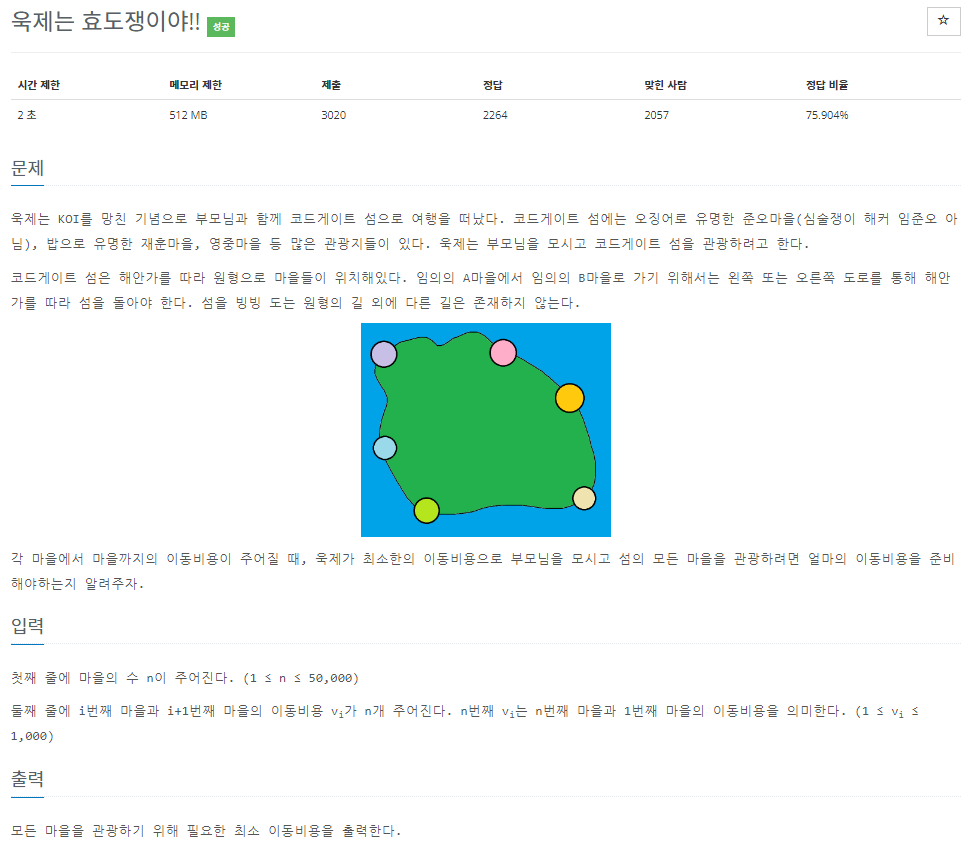 욱제는 효도쟁이야!! 성공
☆
시간 제한 메모리 제한 제출 정답 맞힌 사람 정답 비율
2 초 512 MB 3020 2264 2057 75.904%
문제
욱제는 KOI를 망친 기념으로 부모님과 함께 코드게이트 섬으로 여행을 떠났다. 코드게이트 섬에는 오징어로 유명한 준오마을(심술쟁이 해커 임준오 아
님), 밥으로 유명한 재훈마을, 영중마을 등 많은 관광지들이 있다. 욱제는 부모님을 모시고 코드게이트 섬을 관광하려고 한다.
코드게이트 섬은 해안가를 따라 원형으로 마을들이 위치해있다. 임의의 A마을에서 임의의 B마을로 가기 위해서는 왼쪽 또는 오른쪽 도로를 통해 해안
가를 따라 섬을 돌아야 한다. 섬을 빙빙 도는 원형의 길 외에 다른 길은 존재하지 않는다.
각 마을에서 마을까지의 이동비용이 주어질 때, 욱제가 최소한의 이동비용으로 부모님을 모시고 섬의 모든 마을을 관광하려면 얼마의 이동비용을 준비
해야하는지 알려주자.
입력
첫째 줄에 마을의 수 n이 주어진다. (1 ≤ n ≤ 50,000)
둘째 줄에 i번째 마을과 i+1번째 마을의 이동비용 vᵢ가 n개 주어진다. n번째 vᵢ는 n번째 마을과 1번째 마을의 이동비용을 의미한다. (1 ≤ vᵢ ≤
1,000)
출력
모든 마을을 관광하기 위해 필요한 최소 이동비용을 출력한다.